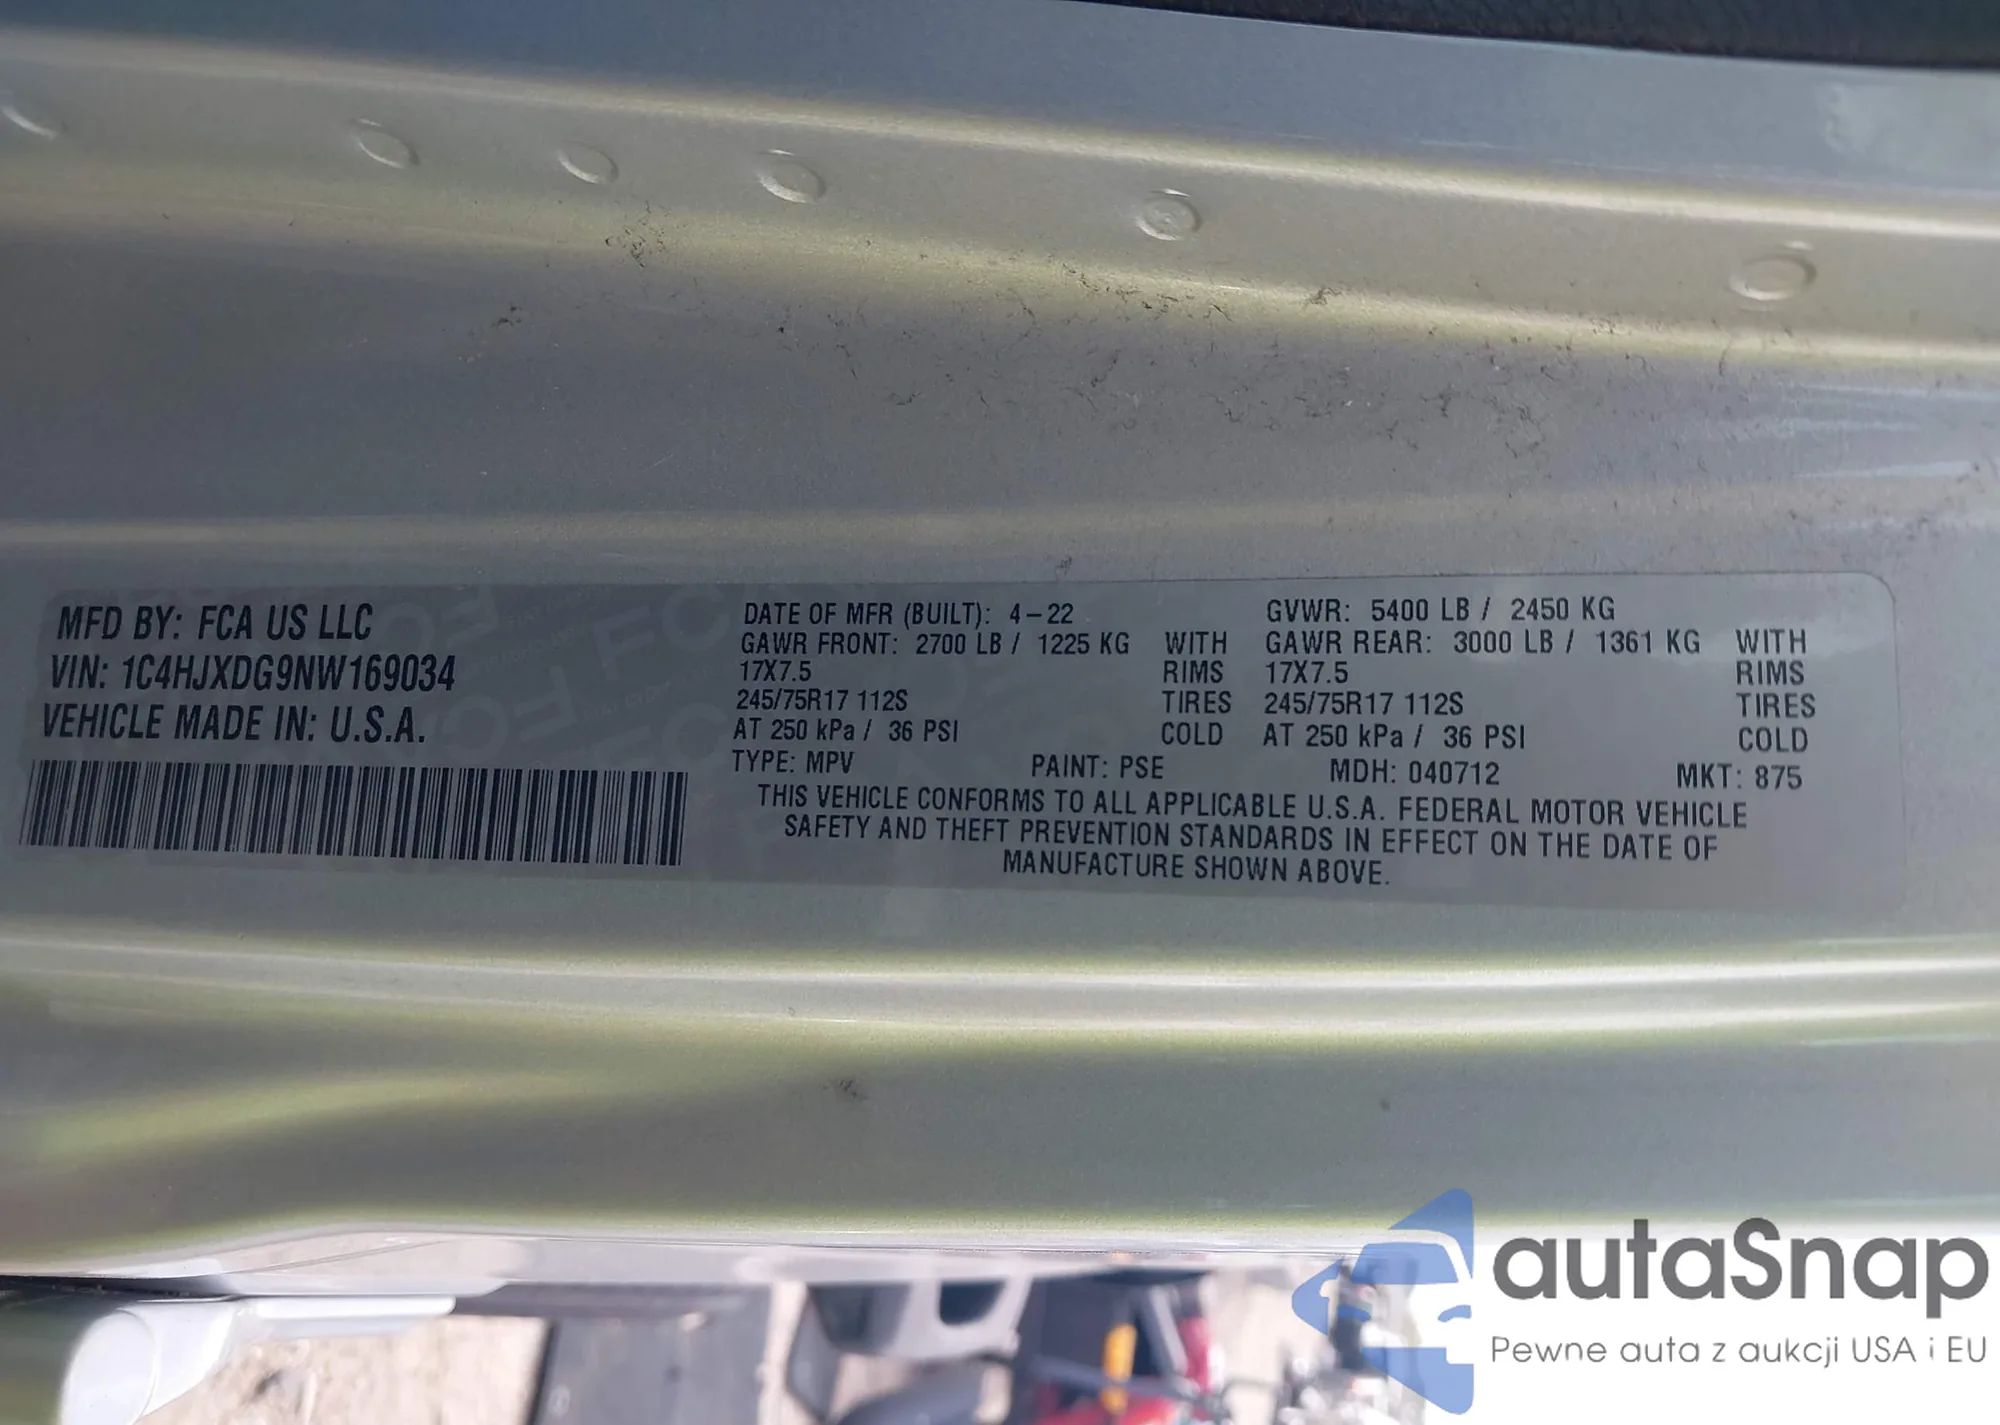 MFD BY: FCA US LLC
VIN: 1C4HJXDG9NW169034
VEHICLE MADE IN: U.S.A.
DATE OF MFR (BUILT): 4-22 GVWR: 5400 LB / 2450 KG
GAWR FRONT: 2700 LB / 1225 KG WITH GAWR REAR: 3000 LB / 1361 KG WITH
17X7.5 RIMS 17X7.5 RIMS
245/75R17 112S TIRES 245/75R17 112S TIRES
AT 250 kPa / 36 PSI COLD AT 250 kPa / 36 PSI COLD
TYPE: MPV PAINT: PSE MDH: 040712 MKT: 875
THIS VEHICLE CONFORMS TO ALL APPLICABLE U.S.A. FEDERAL MOTOR VEHICLE
SAFETY AND THEFT PREVENTION STANDARDS IN EFFECT ON THE DATE OF
MANUFACTURE SHOWN ABOVE.
autaSnap
Pewne auta z aukcji USA i EU